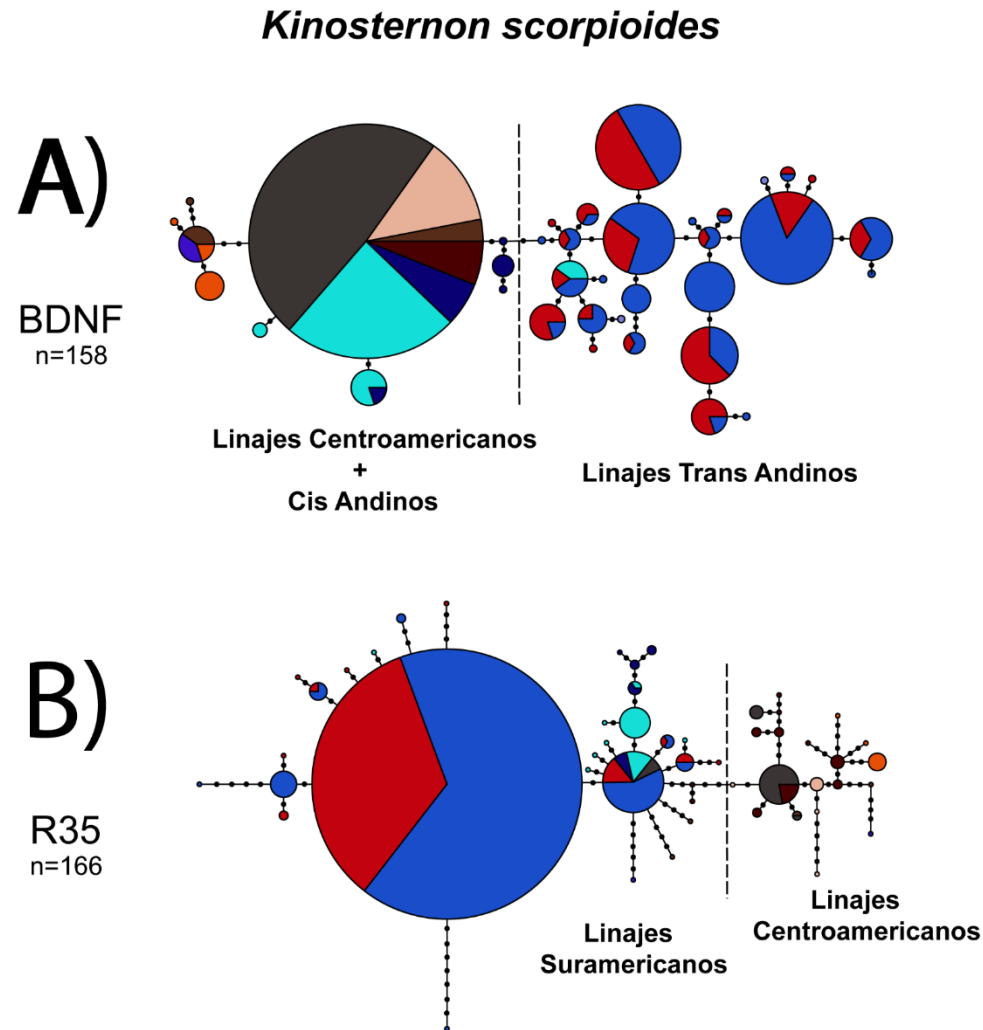 Kinosternon scorpioides
A)
BDNF
n=158
Linajes Centroamericanos
+
Cis Andinos
Linajes Trans Andinos
B)
R35
n=166
Linajes
Suramericanos
Linajes
Centroamericanos